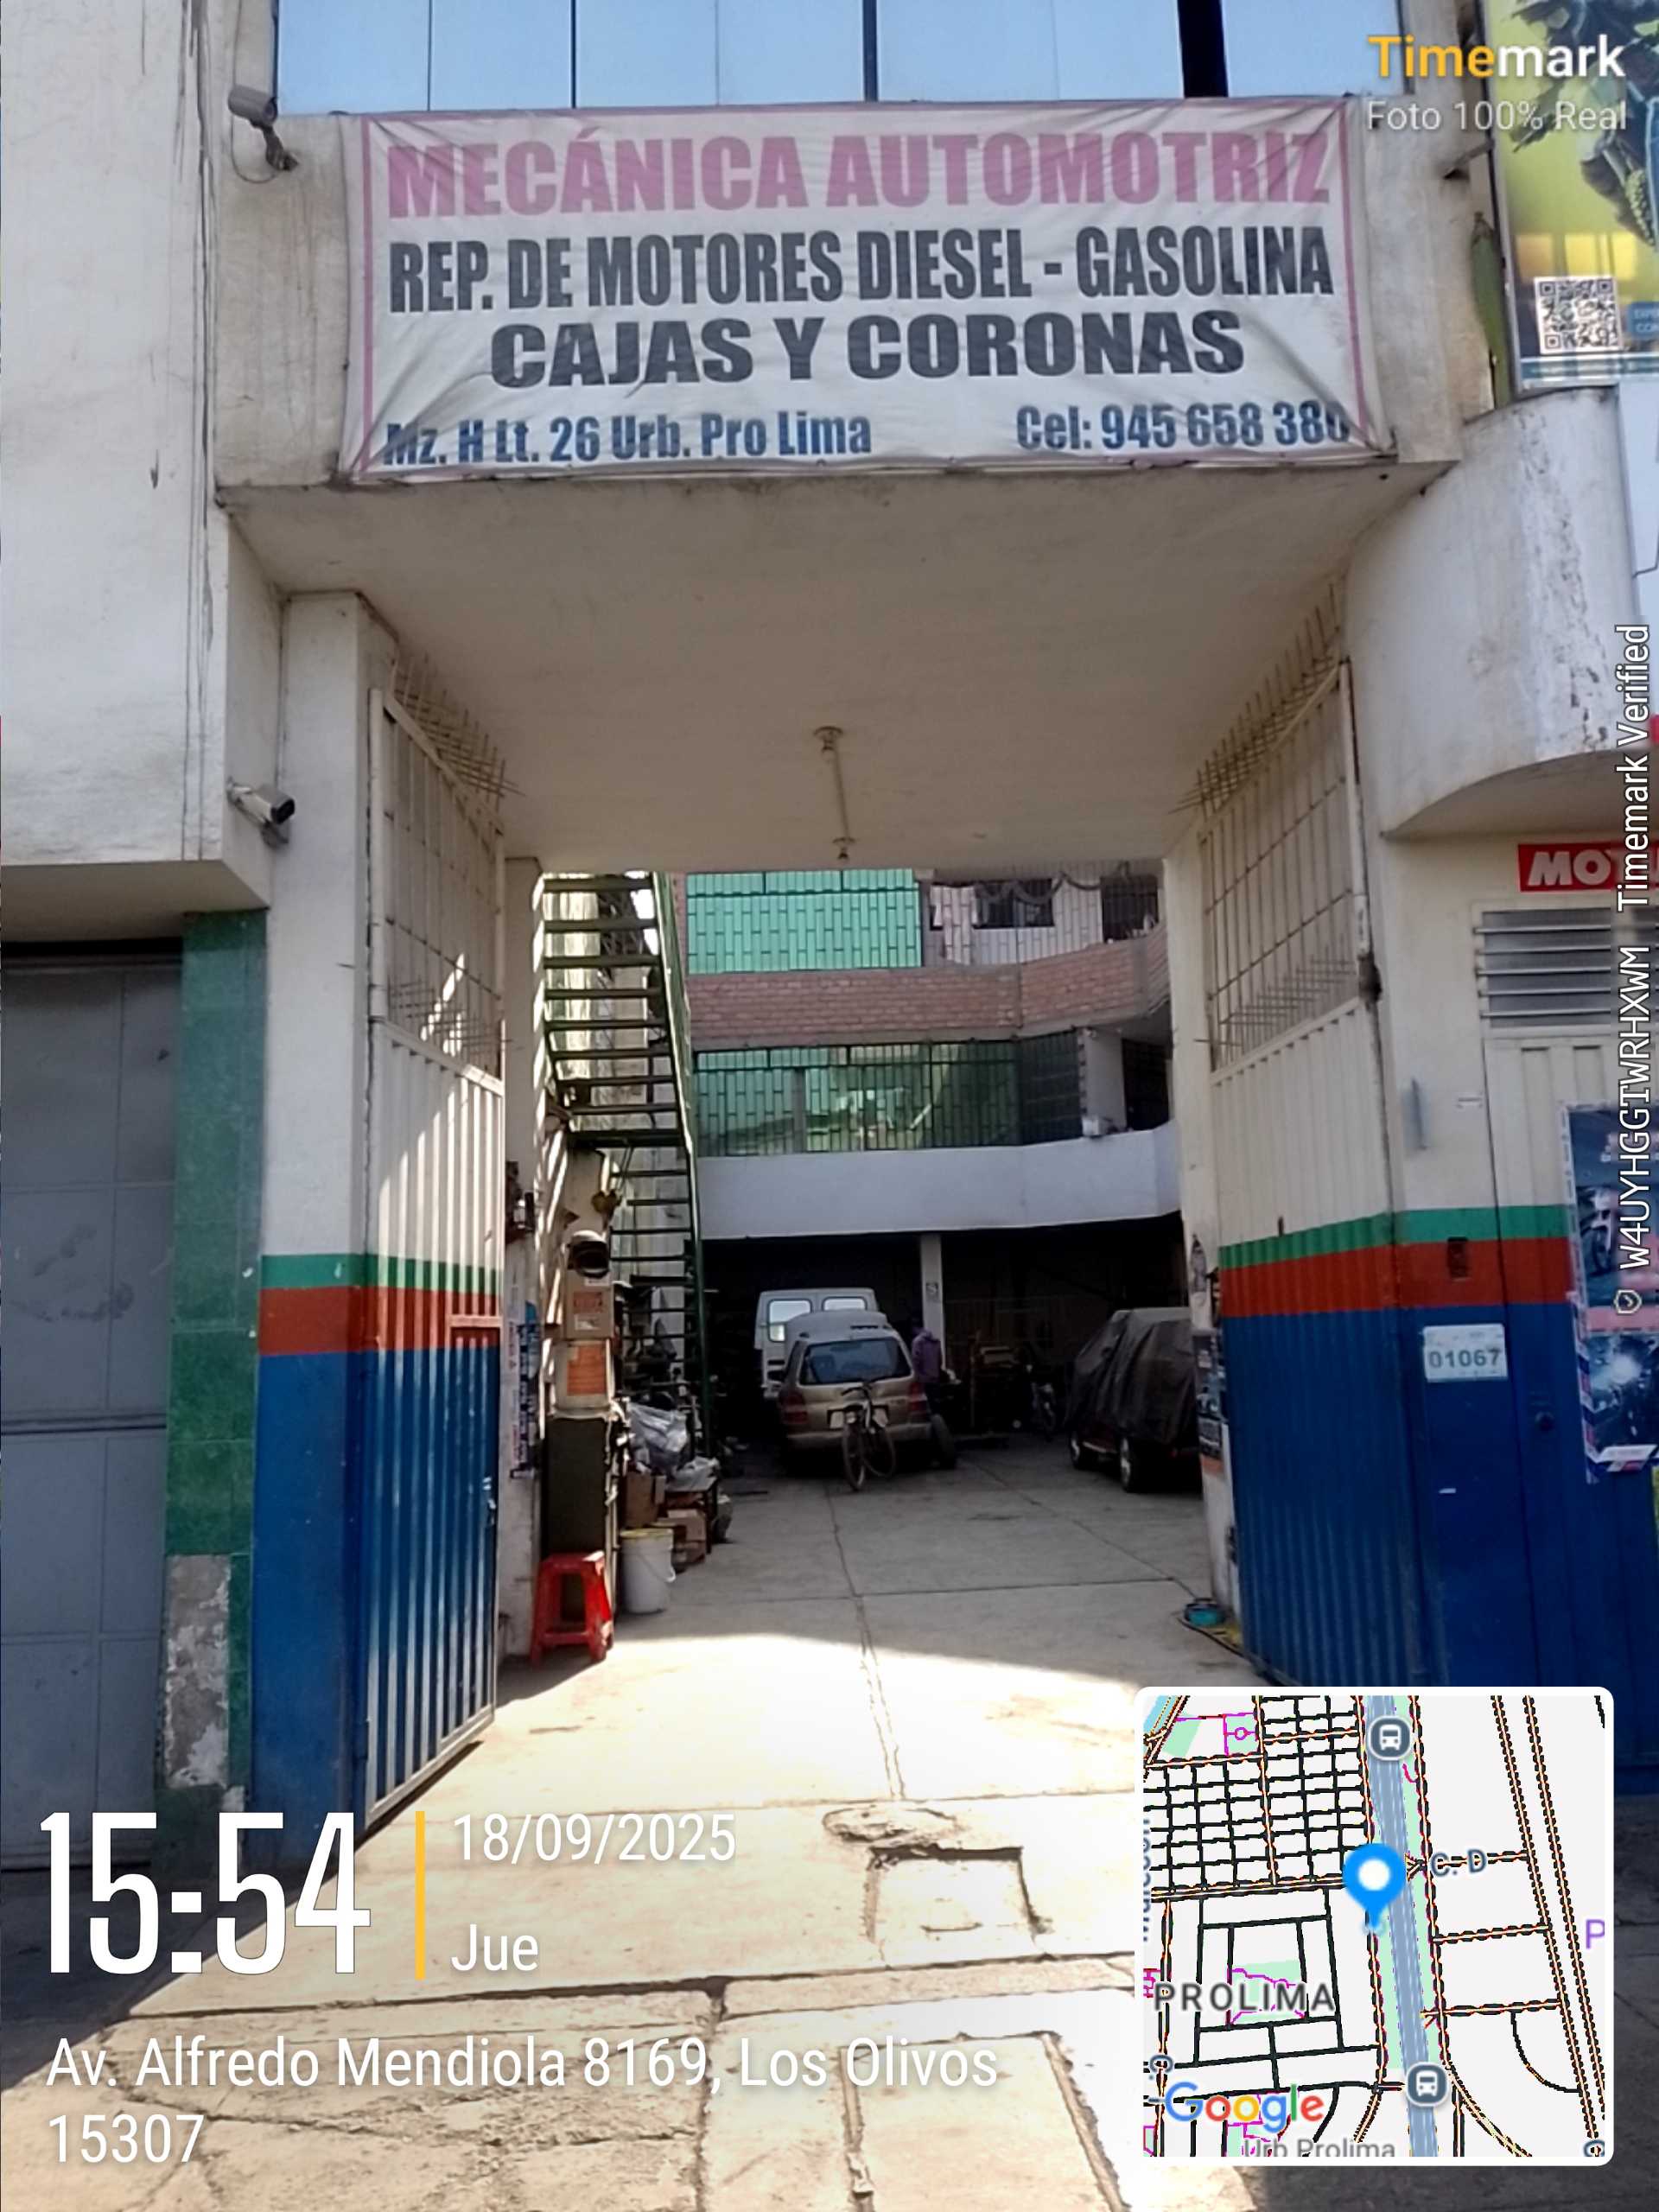 Timemark
Foto 100% Real
MECÁNICA AUTOMOTRIZ
REP. DE MOTORES DIESEL - GASOLINA
CAJAS Y CORONAS
Mz. H Lt. 26 Urb. Pro Lima
Cel: 945 658 380
W4UYHGGTWRHXWM Timemark Verified
01067
15:54
18/09/2025
Jue
Av. Alfredo Mendiola 8169, Los Olivos
15307
C. D
P
PROLIMA
Google
Urb Prolima